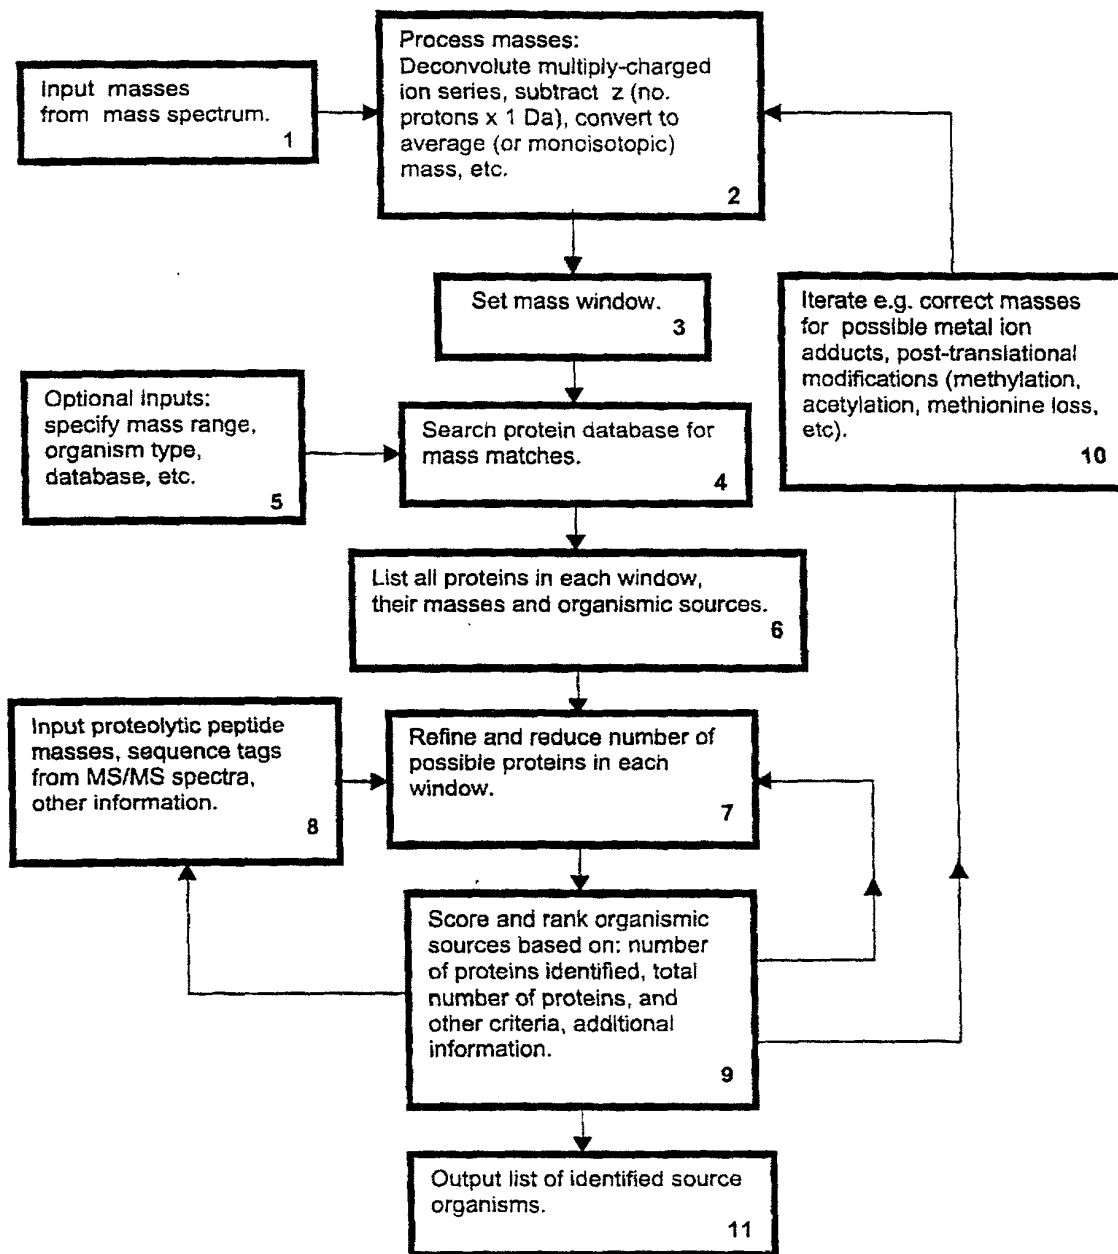 Input masses
from mass spectrum.
1
Process masses:
Deconvolute multiply-charged
ion series, subtract z (no.
protons x 1 Da), convert to
average (or monoisotopic)
mass, etc.
2
Set mass window.
3
Optional inputs:
specify mass range,
organism type,
database, etc.
5
Search protein database for
mass matches.
4
Iterate e.g. correct masses
for possible metal ion
adducts, post-translational
modifications (methylation,
acetylation, methionine loss,
etc).
10
List all proteins in each window,
their masses and organismic sources.
6
Input proteolytic peptide
masses, sequence tags
from MS/MS spectra,
other information.
8
Refine and reduce number of
possible proteins in each
window.
7
Score and rank organismic
sources based on: number
of proteins identified, total
number of proteins, and
other criteria, additional
information.
9
Output list of identified source
organisms.
11